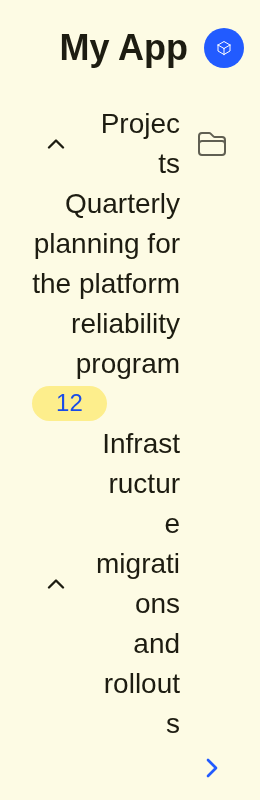 My App
Projec
ts
Quarterly
planning for
the platform
reliability
program
12
Infrast
ructur
e
migrati
ons
and
rollout
s